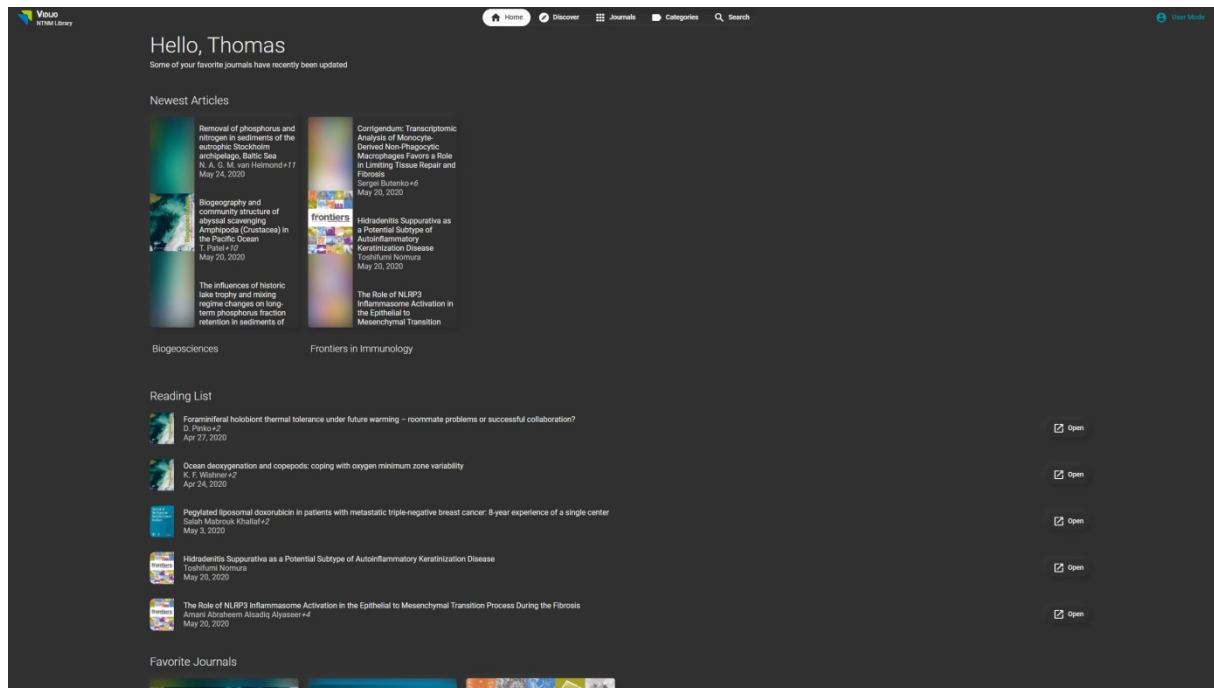 VIDIJO
NTNM Library
Home
Discover
Journals
Categories
Search
User Mode
Hello, Thomas
Some of your favorite journals have recently been updated
Newest Articles
Removal of phosphorus and
nitrogen in sediments of the
eutrophic Stockholm
archipelago, Baltic Sea
N. A. G. M. van Helmond+11
May 24, 2020
Biogeography and
community structure of
abyssal scavenging
Amphipoda (Crustacea) in
the Pacific Ocean
T. Patel+10
May 20, 2020
The influences of historic
lake trophy and mixing
regime changes on long-
term phosphorus fraction
retention in sediments of
Biogeosciences
frontiers
Corrigendum: Transcriptomic
Analysis of Monocyte-
Derived Non-Phagocytic
Macrophages Favors a Role
in Limiting Tissue Repair and
Fibrosis
Sergei Butenko+6
May 20, 2020
Hidradenitis Suppurativa as
a Potential Subtype of
Autoinflammatory
Keratinization Disease
Toshifumi Nomura
May 20, 2020
The Role of NLRP3
Inflammasome Activation in
the Epithelial to
Mesenchymal Transition
Frontiers in Immunology
Reading List
Foraminiferal holobiont thermal tolerance under future warming – roommate problems or successful collaboration?
D. Pinko+2
Apr 27, 2020
Open
Ocean deoxygenation and copepods: coping with oxygen minimum zone variability
K. F. Wishner+2
Apr 24, 2020
Open
Pegylated liposomal doxorubicin in patients with metastatic triple-negative breast cancer: 8-year experience of a single center
Salah Mabrouk Khallaf+2
May 3, 2020
Open
frontiers
Hidradenitis Suppurativa as a Potential Subtype of Autoinflammatory Keratinization Disease
Toshifumi Nomura
May 20, 2020
Open
frontiers
The Role of NLRP3 Inflammasome Activation in the Epithelial to Mesenchymal Transition Process During the Fibrosis
Amani Abraheem Alsadiq Alyaseer+4
May 20, 2020
Open
Favorite Journals